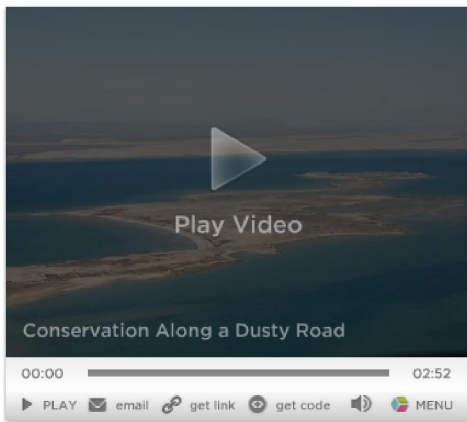 Play Video
Conservation Along a Dusty Road
00:00 02:52
PLAY email get link get code MENU